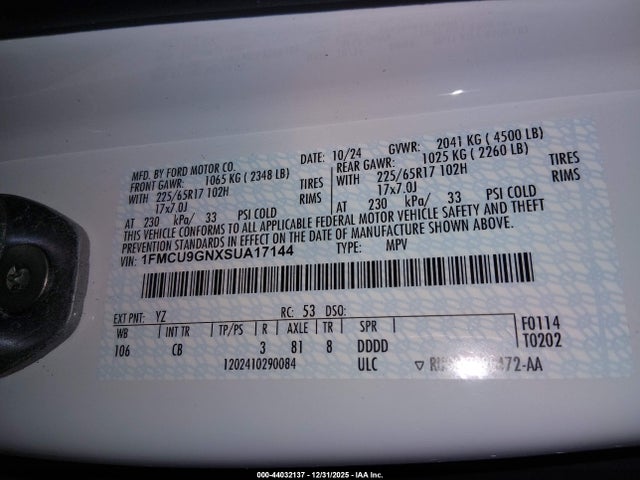 MFD. BY FORD MOTOR CO.
DATE: 10/24 GVWR: 2041 KG ( 4500 LB)
FRONT GAWR: 1065 KG ( 2348 LB) REAR GAWR: 1025 KG ( 2260 LB)
WITH 225/65R17 102H TIRES WITH 225/65R17 102H TIRES
17x7.0J RIMS 17x7.0J RIMS
AT 230 kPa/ 33 PSI COLD AT 230 kPa/ 33 PSI COLD
THIS VEHICLE CONFORMS TO ALL APPLICABLE FEDERAL MOTOR VEHICLE SAFETY AND THEFT
PREVENTION STANDARDS IN EFFECT ON THE DATE OF MANUFACTURE SHOWN ABOVE.
VIN: 1FMCU9GNXSUA17144 TYPE: MPV
EXT PNT: YZ RC: 53 DSO:
WB INT TR TP/PS R AXLE TR SPR F0114
106 CB 3 81 8 DDDD T0202
1202410290084 ULC
000-44032137 - 12/31/2025 - IAA Inc.